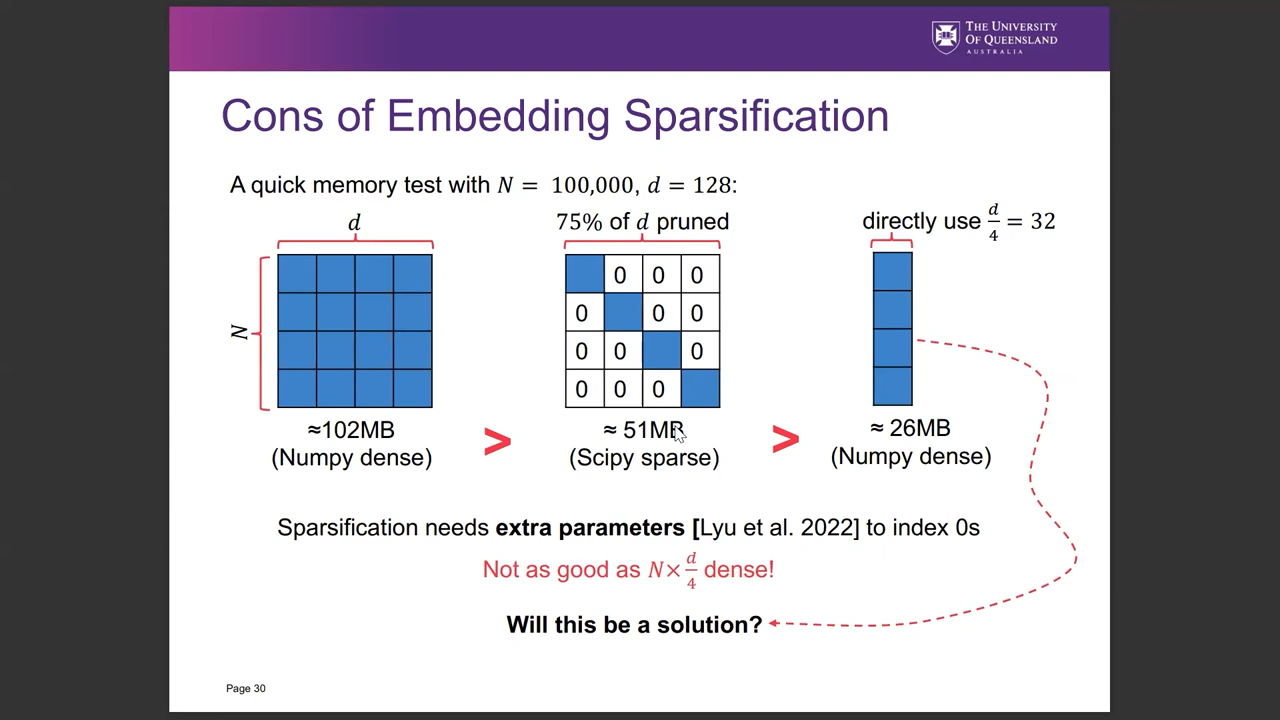 THE UNIVERSITY
OF QUEENSLAND
AUSTRALIA
Cons of Embedding Sparsification
A quick memory test with N = 100,000, d = 128:
d
75% of d pruned
directly use d/4 = 32
N
0 0 0
0 0 0
0 0 0
0 0 0
≈102MB
(Numpy dense)
>
≈ 51MB
(Scipy sparse)
>
≈ 26MB
(Numpy dense)
Sparsification needs extra parameters [Lyu et al. 2022] to index 0s
Not as good as N× d/4 dense!
Will this be a solution?
Page 30